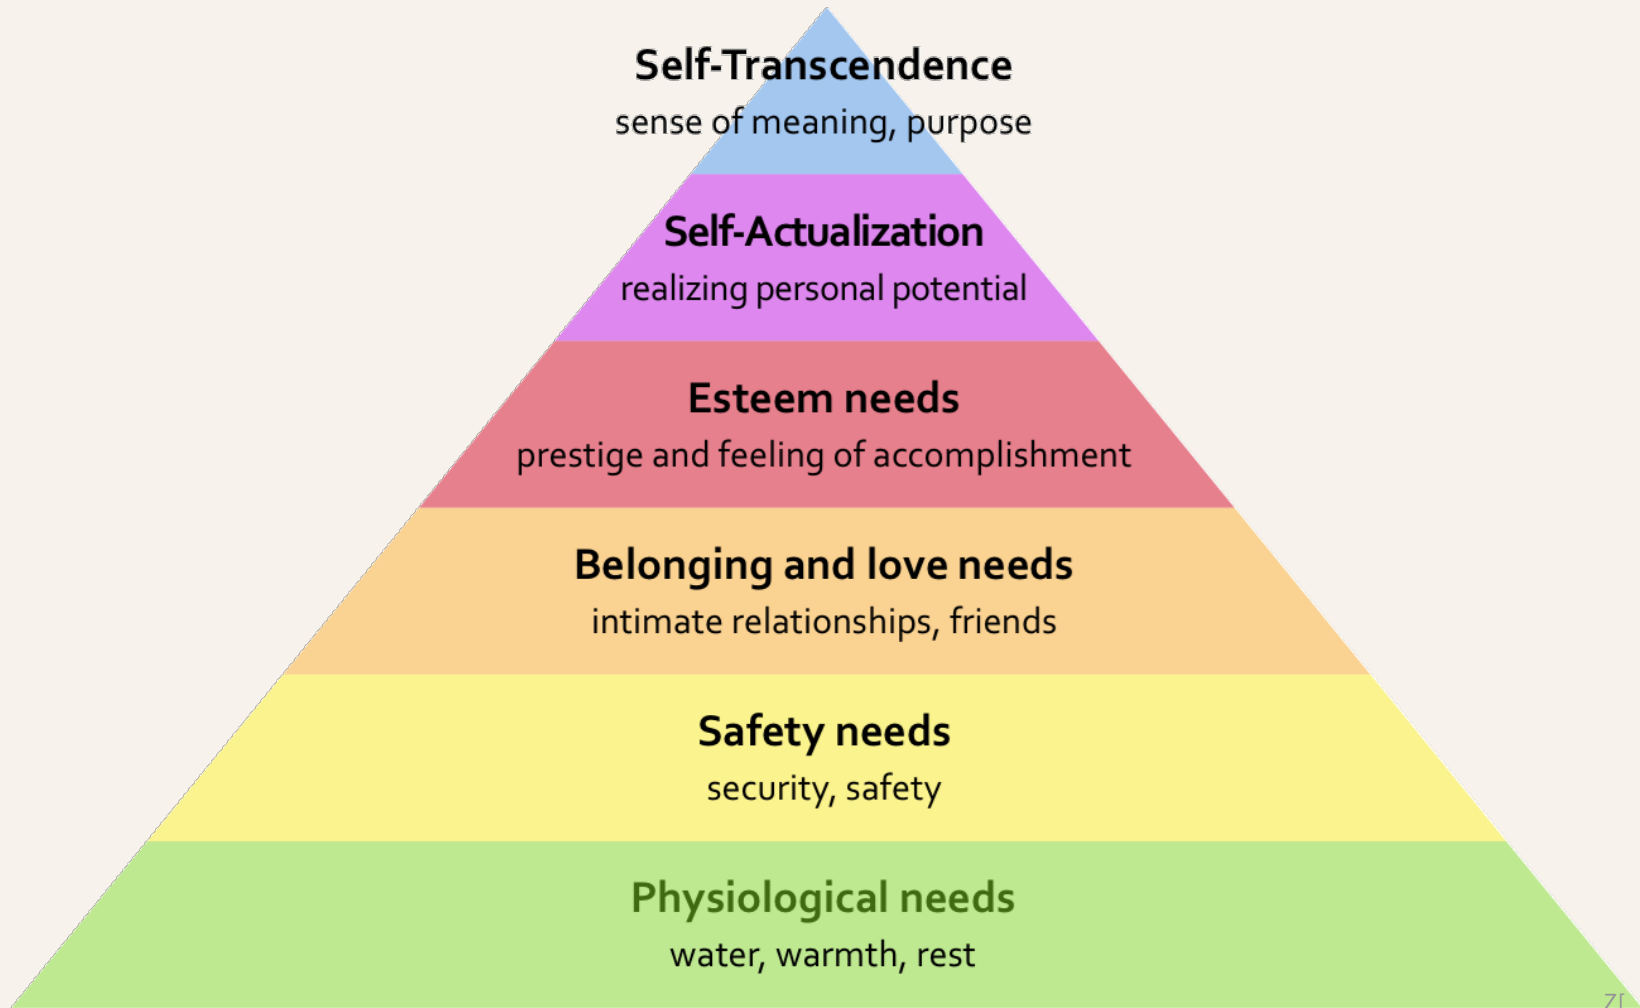 Self-Transcendence
sense of meaning, purpose
Self-Actualization
realizing personal potential
Esteem needs
prestige and feeling of accomplishment
Belonging and love needs
intimate relationships, friends
Safety needs
security, safety
Physiological needs
water, warmth, rest